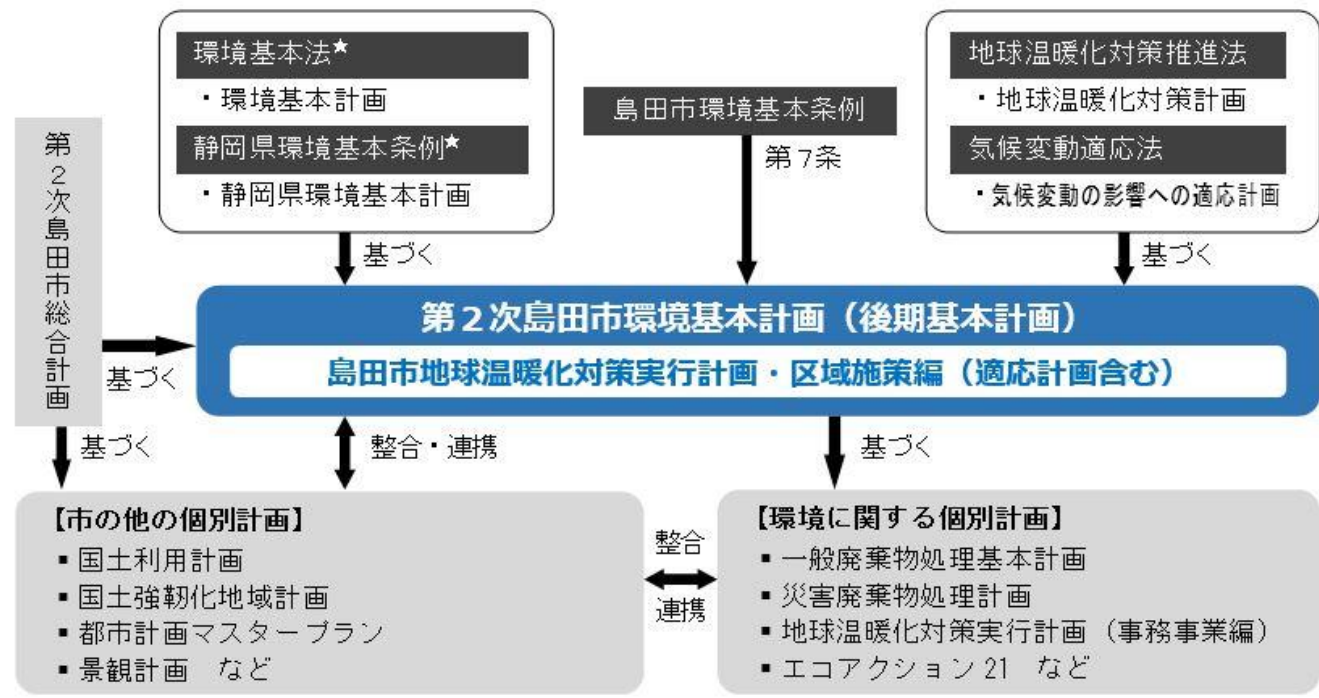 環境基本法★
・環境基本計画
静岡県環境基本条例★
・静岡県環境基本計画
基づく
島田市環境基本条例
第7条
地球温暖化対策推進法
・地球温暖化対策計画
気候変動適応法
・気候変動の影響への適応計画
基づく
第2次島田市総合計画
基づく
基づく
第2次島田市環境基本計画（後期基本計画）
島田市地球温暖化対策実行計画・区域施策編（適応計画含む）
整合・連携
基づく
【市の他の個別計画】
▪ 国土利用計画
▪ 国土強靭化地域計画
▪ 都市計画マスタープラン
▪ 景観計画　など
整合
連携
【環境に関する個別計画】
▪ 一般廃棄物処理基本計画
▪ 災害廃棄物処理計画
▪ 地球温暖化対策実行計画（事務事業編）
▪ エコアクション21　など